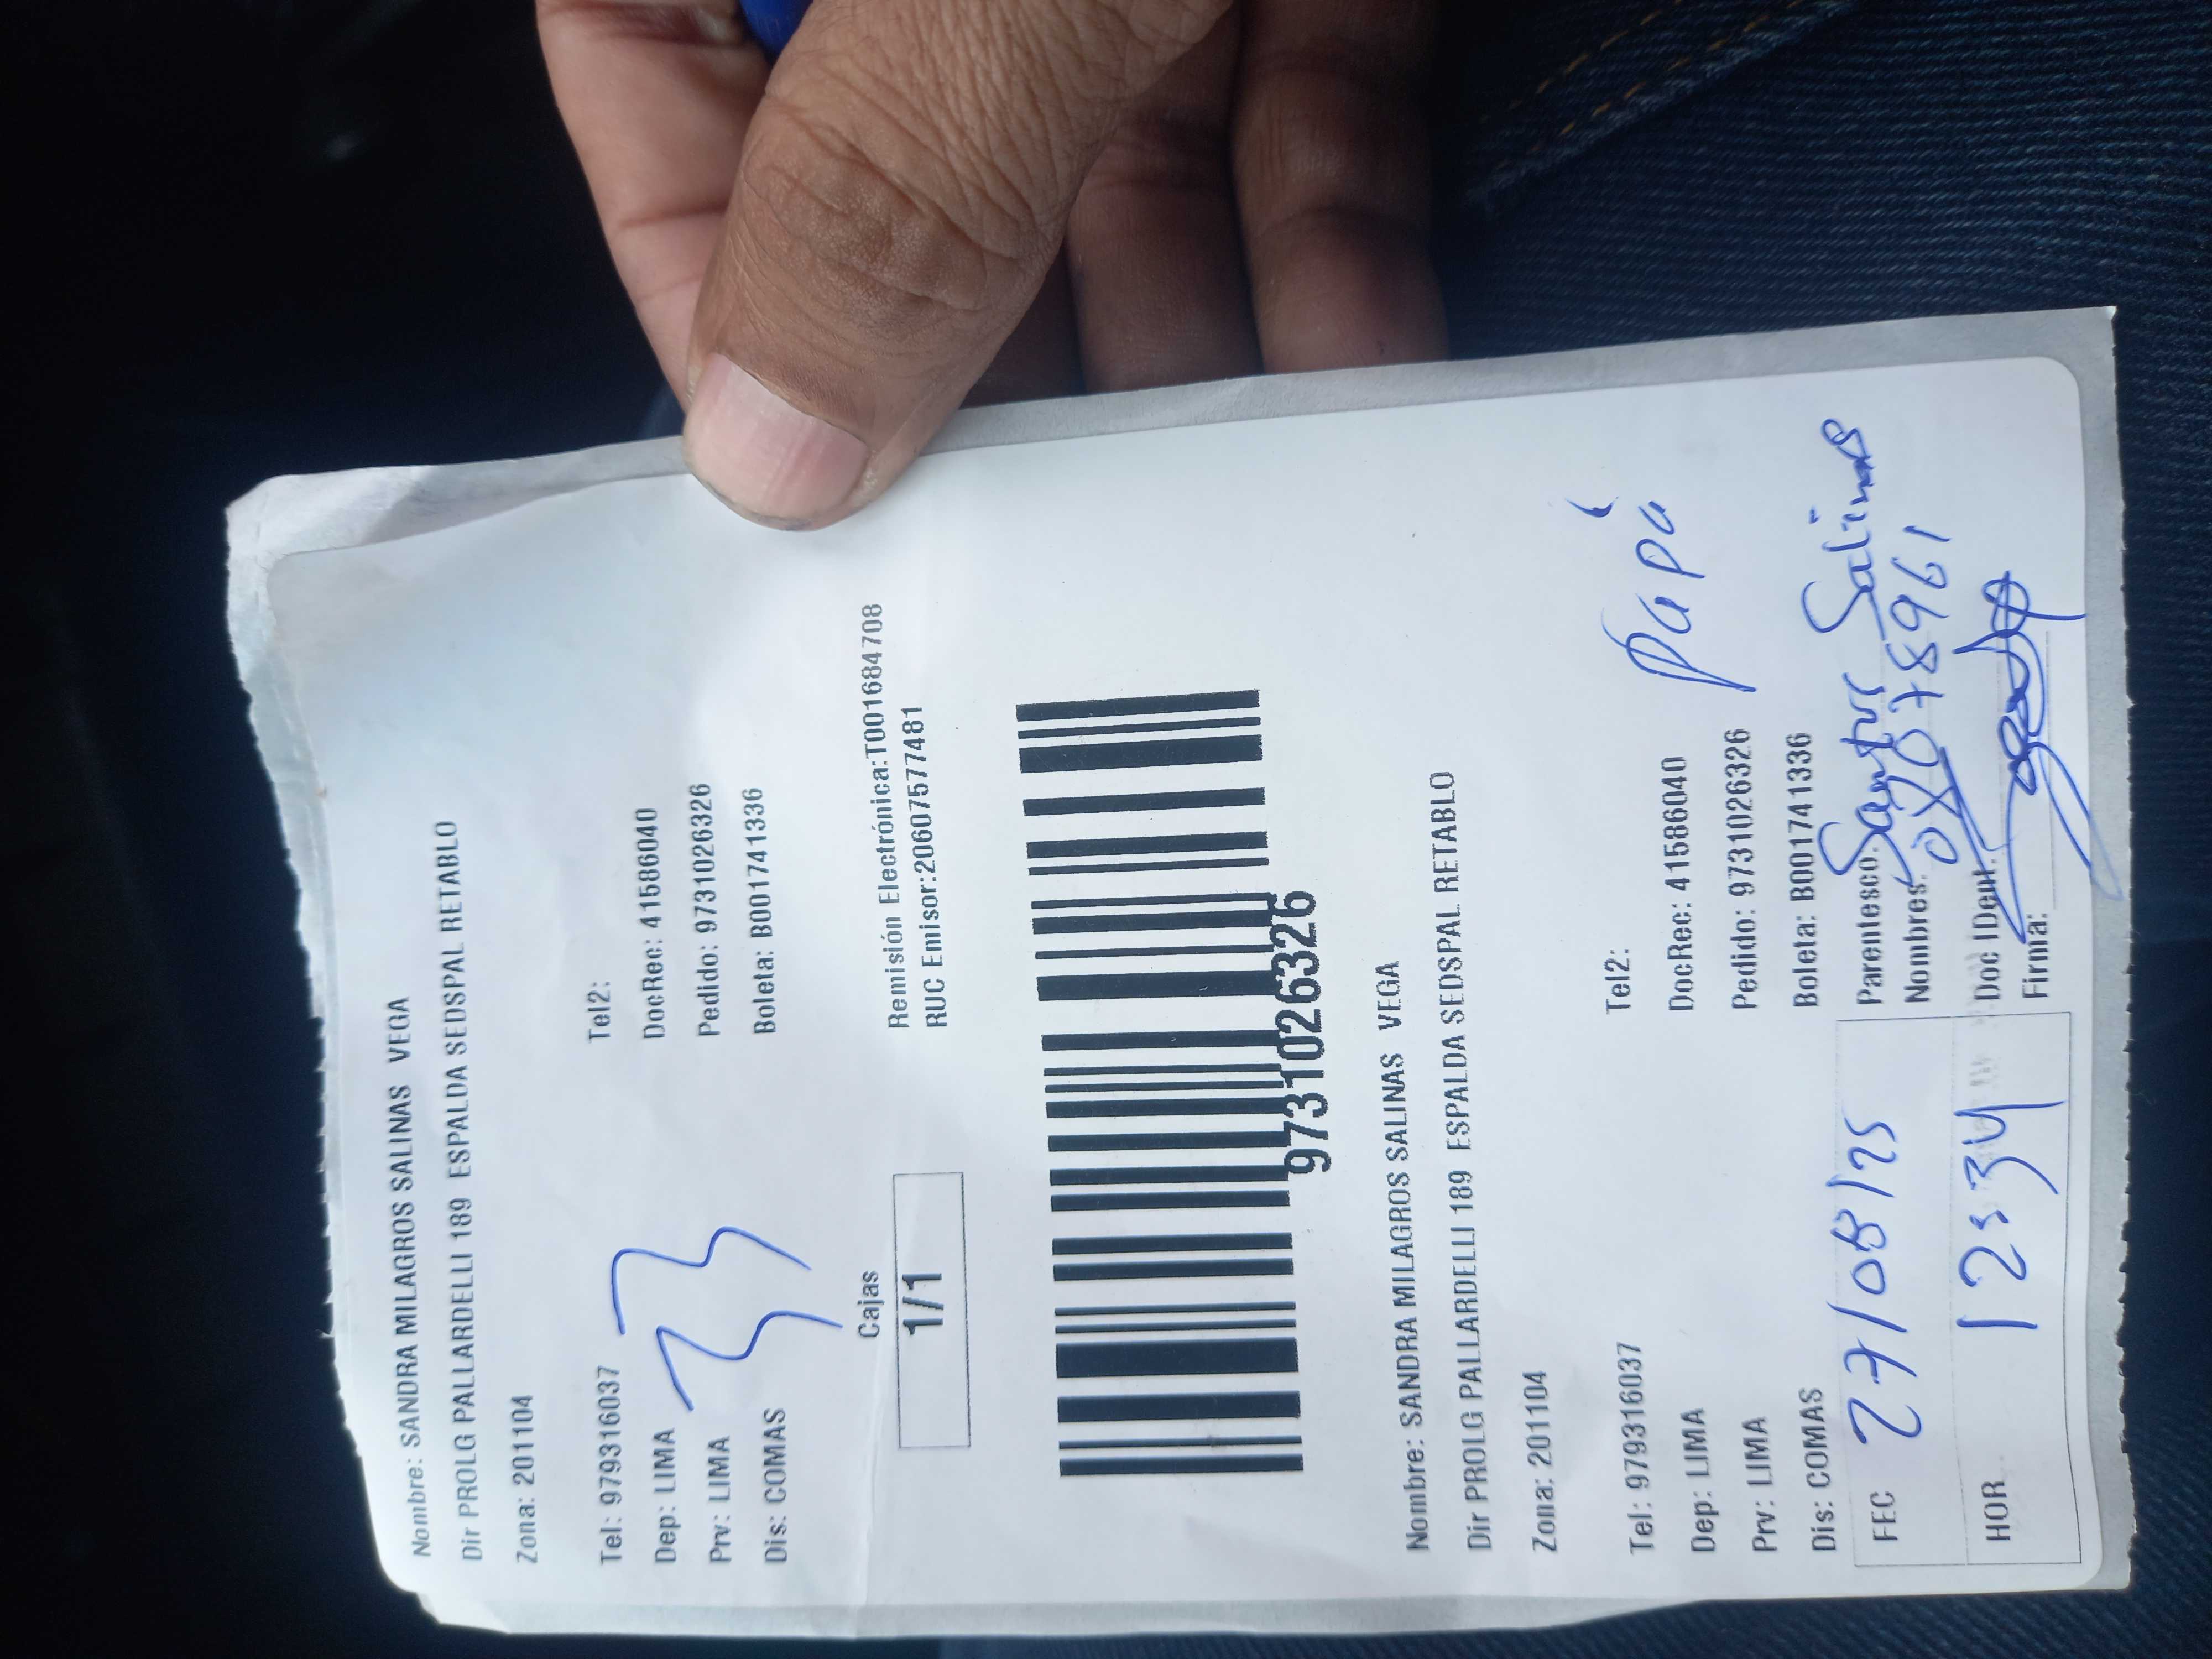 Nombre: SANDRA MILAGROS SALINAS VEGA
Dir PROLG PALLARDELLI 189 ESPALDA SEDSPAL RETABLO
Zona: 201104
Tel: 979316037 Tel2:
Dep: LIMA DocRec: 41586040
Prv: LIMA Pedido: 9731026326
Dis: COMAS Boleta: B001741336
Cajas
1/1
Remisión Electrónica:T001684708
RUC Emisor:20607577481
9731026326
Nombre: SANDRA MILAGROS SALINAS VEGA
Dir PROLG PALLARDELLI 189 ESPALDA SEDSPAL RETABLO
Zona: 201104
Tel: 979316037 Tel2:
Dep: LIMA DocRec: 41586040
Prv: LIMA Pedido: 9731026326
Dis: COMAS Boleta: B001741336
papá
FEC 27/08/25
HOR 1234
Parentesco:
Nombres: Salinas
Doc IDent.:
Firma: